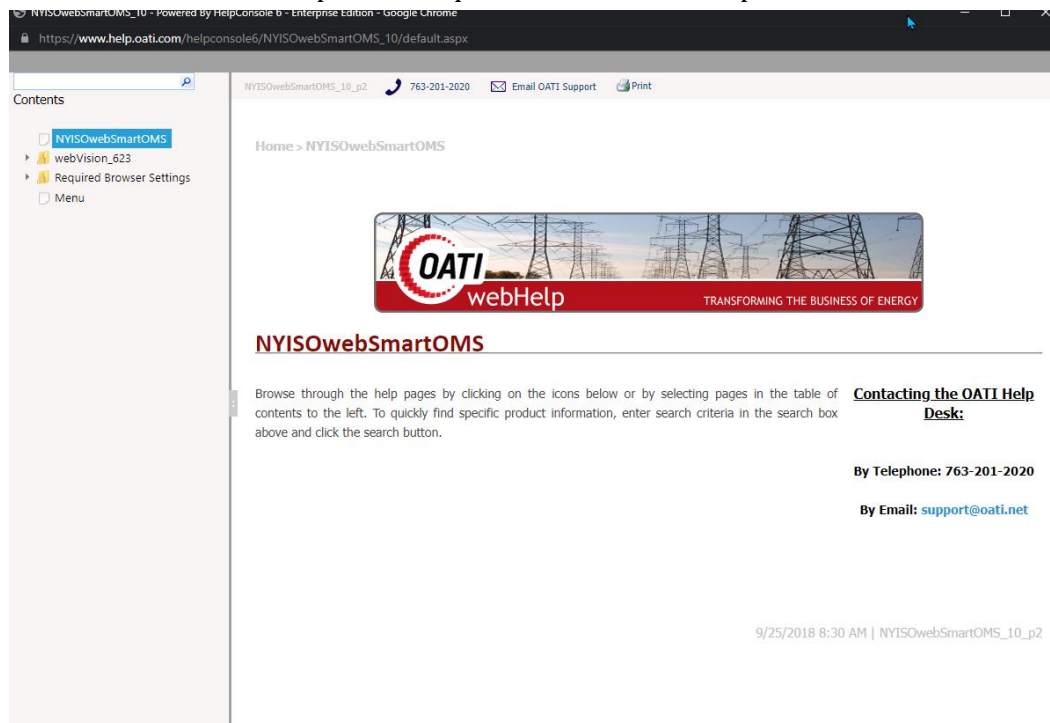 NYISOwebSmartOMS_10 - Powered By HelpConsole 6 - Enterprise Edition - Google Chrome
https://www.help.oati.com/helpconsole6/NYISOwebSmartOMS_10/default.aspx
NYISOwebSmartOMS_10_p2 763-201-2020 Email OATI Support Print
Contents
NYISOwebSmartOMS
webVision_623
Required Browser Settings
Menu
Home > NYISOwebSmartOMS
OATI
webHelp TRANSFORMING THE BUSINESS OF ENERGY
NYISOwebSmartOMS
Browse through the help pages by clicking on the icons below or by selecting pages in the table of
contents to the left. To quickly find specific product information, enter search criteria in the search box
above and click the search button.
Contacting the OATI Help
Desk:
By Telephone: 763-201-2020
By Email: support@oati.net
9/25/2018 8:30 AM | NYISOwebSmartOMS_10_p2